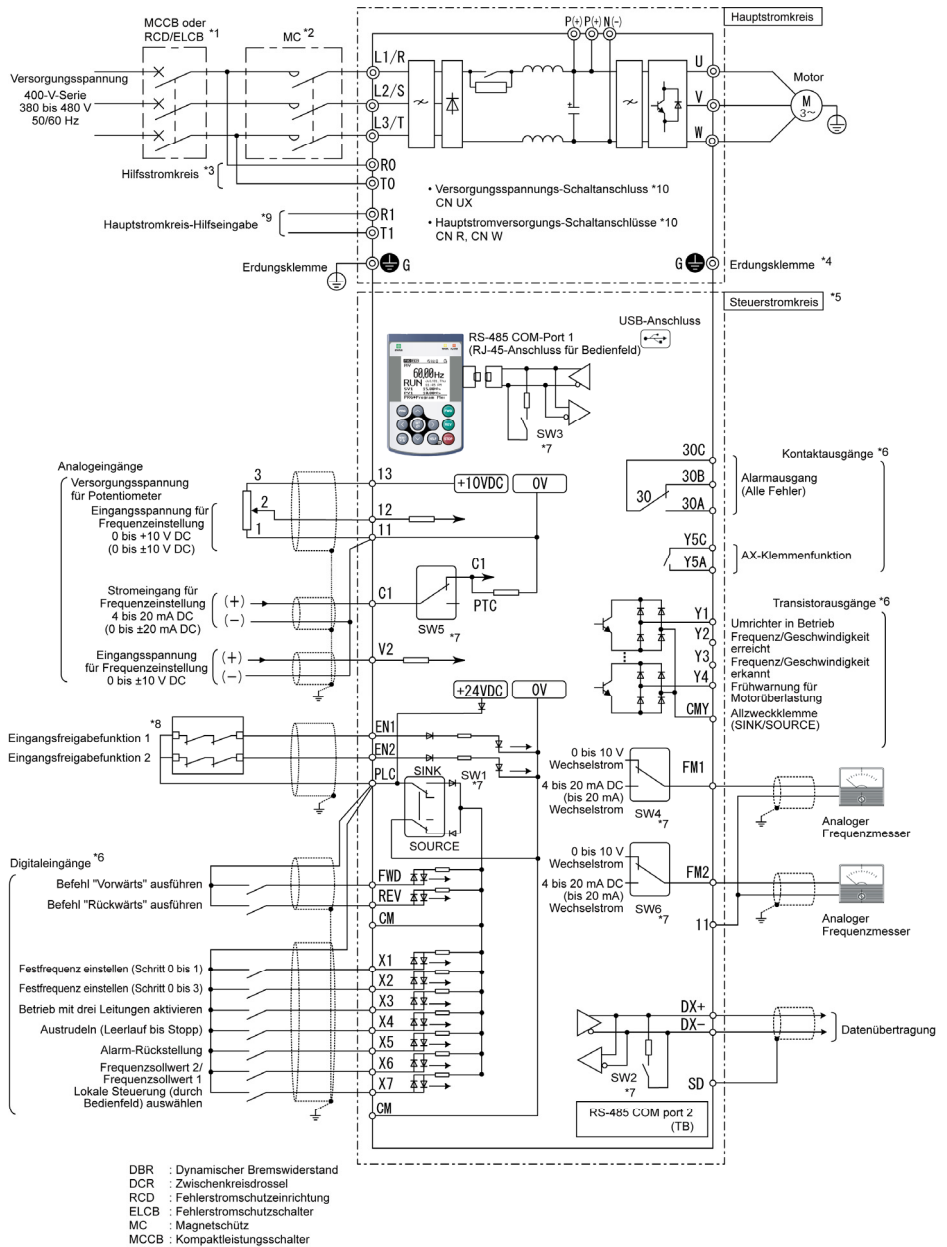 MCCB oder
RCD/ELCB *1
MC *2
P(+) P(+) N(-)
Hauptstromkreis
Versorgungsspannung
400-V-Serie
380 bis 480 V
50/60 Hz
L1/R
L2/S
L3/T
U
V
W
Motor
M
3~
Hilfsstromkreis *3
R0
T0
Hauptstromkreis-Hilfseingabe *9
R1
T1
• Versorgungsspannungs-Schaltanschluss *10
CN UX
• Hauptstromversorgungs-Schaltanschlüsse *10
CN R, CN W
Erdungsklemme
G
G
Erdungsklemme *4
Steuerstromkreis *5
USB-Anschluss
RS-485 COM-Port 1
(RJ-45-Anschluss für Bedienfeld)
60.00Hz
RUN
SW3
*7
Analogeingänge
Versorgungsspannung
für Potentiometer
Eingangsspannung für
Frequenzeinstellung
0 bis +10 V DC
(0 bis ±10 V DC)
3
2
1
13
12
11
+10VDC
0V
Stromeingang für
Frequenzeinstellung
4 bis 20 mA DC
(0 bis ±20 mA DC)
(+)
(-)
C1
C1
PTC
SW5
*7
Eingangsspannung
für Frequenzeinstellung
0 bis ±10 V DC
(+)
(-)
V2
+24VDC
0V
30C
30B
30
30A
Kontaktausgänge *6
Alarmausgang
(Alle Fehler)
Y5C
Y5A
AX-Klemmenfunktion
Transistorausgänge *6
Y1
Y2
Y3
Y4
CMY
Umrichter in Betrieb
Frequenz/Geschwindigkeit
erreicht
Frequenz/Geschwindigkeit
erkannt
Frühwarnung für
Motorüberlastung
Allzweckklemme
(SINK/SOURCE)
*8
Eingangsfreigabefunktion 1
Eingangsfreigabefunktion 2
EN1
EN2
PLC
SINK
SOURCE
SW1
*7
0 bis 10 V
Wechselstrom
4 bis 20 mA DC
(bis 20 mA)
Wechselstrom
SW4
*7
FM1
Analoger
Frequenzmesser
0 bis 10 V
Wechselstrom
4 bis 20 mA DC
(bis 20 mA)
Wechselstrom
SW6
*7
FM2
11
Analoger
Frequenzmesser
Digitaleingänge *6
Befehl "Vorwärts" ausführen
Befehl "Rückwärts" ausführen
FWD
REV
CM
Festfrequenz einstellen (Schritt 0 bis 1)
Festfrequenz einstellen (Schritt 0 bis 3)
Betrieb mit drei Leitungen aktivieren
Austrudeln (Leerlauf bis Stopp)
Alarm-Rückstellung
Frequenzsollwert 2/
Frequenzsollwert 1
Lokale Steuerung (durch
Bedienfeld) auswählen
X1
X2
X3
X4
X5
X6
X7
CM
DX+
DX-
SD
Datenübertragung
SW2
*7
RS-485 COM port 2
(TB)
DBR : Dynamischer Bremswiderstand
DCR : Zwischenkreisdrossel
RCD : Fehlerstromschutzeinrichtung
ELCB : Fehlerstromschutzschalter
MC : Magnetschütz
MCCB : Kompaktleistungsschalter